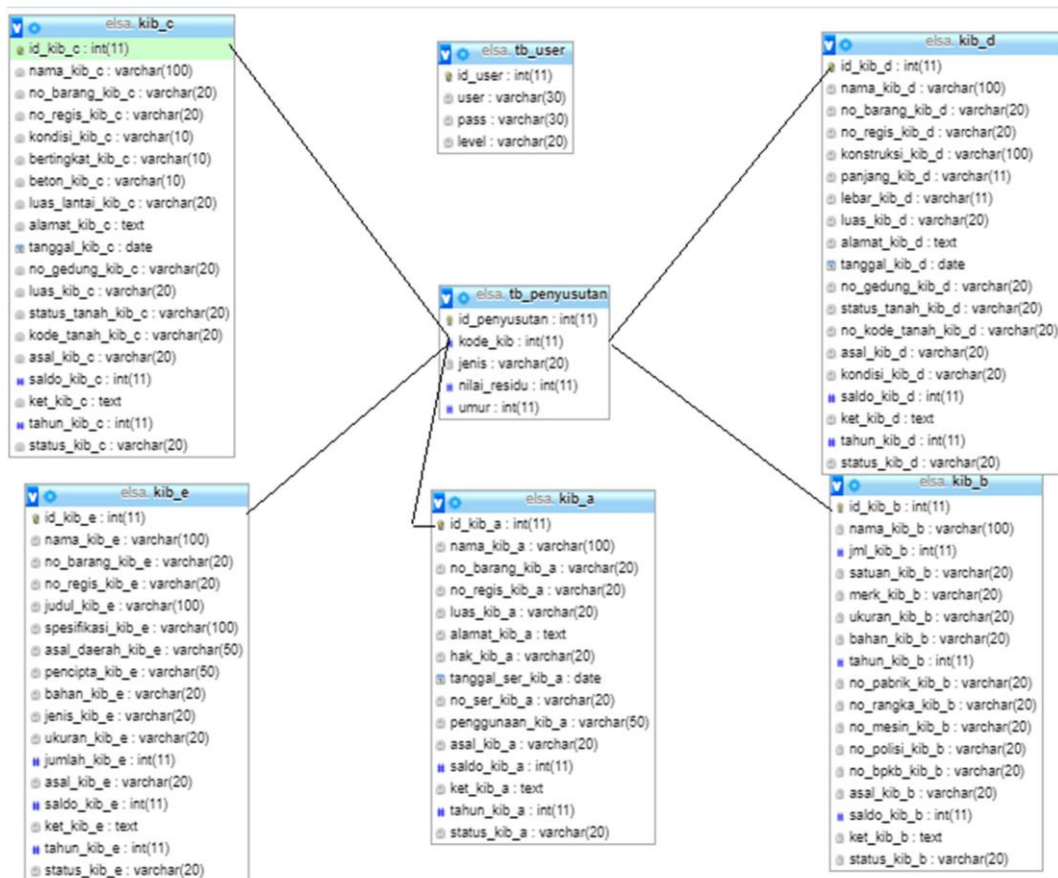 elsa. kib_c
id_kib_c : int(11)
nama_kib_c : varchar(100)
no_barang_kib_c : varchar(20)
no_regis_kib_c : varchar(20)
kondisi_kib_c : varchar(10)
bertingkat_kib_c : varchar(10)
beton_kib_c : varchar(10)
luas_lantai_kib_c : varchar(20)
alamat_kib_c : text
tanggal_kib_c : date
no_gedung_kib_c : varchar(20)
luas_kib_c : varchar(20)
status_tanah_kib_c : varchar(20)
kode_tanah_kib_c : varchar(20)
asal_kib_c : varchar(20)
saldo_kib_c : int(11)
ket_kib_c : text
tahun_kib_c : int(11)
status_kib_c : varchar(20)
elsa. tb_user
id_user : int(11)
user : varchar(30)
pass : varchar(30)
level : varchar(20)
elsa. kib_d
id_kib_d : int(11)
nama_kib_d : varchar(100)
no_barang_kib_d : varchar(20)
no_regis_kib_d : varchar(20)
konstruksi_kib_d : varchar(100)
panjang_kib_d : varchar(11)
lebar_kib_d : varchar(11)
luas_kib_d : varchar(20)
alamat_kib_d : text
tanggal_kib_d : date
no_gedung_kib_d : varchar(20)
status_tanah_kib_d : varchar(20)
no_kode_tanah_kib_d : varchar(20)
asal_kib_d : varchar(20)
kondisi_kib_d : varchar(20)
saldo_kib_d : int(11)
ket_kib_d : text
tahun_kib_d : int(11)
status_kib_d : varchar(20)
elsa. tb_penyusutan
id_penyusutan : int(11)
kode_kib : int(11)
jenis : varchar(20)
nilai_residu : int(11)
umur : int(11)
elsa. kib_e
id_kib_e : int(11)
nama_kib_e : varchar(100)
no_barang_kib_e : varchar(20)
no_regis_kib_e : varchar(20)
judul_kib_e : varchar(100)
spesifikasi_kib_e : varchar(100)
asal_daerah_kib_e : varchar(50)
pencipta_kib_e : varchar(50)
bahan_kib_e : varchar(20)
jenis_kib_e : varchar(20)
ukuran_kib_e : varchar(20)
jumlah_kib_e : int(11)
asal_kib_e : varchar(20)
saldo_kib_e : int(11)
ket_kib_e : text
tahun_kib_e : int(11)
status_kib_e : varchar(20)
elsa. kib_a
id_kib_a : int(11)
nama_kib_a : varchar(100)
no_barang_kib_a : varchar(20)
no_regis_kib_a : varchar(20)
luas_kib_a : varchar(20)
alamat_kib_a : text
hak_kib_a : varchar(20)
tanggal_ser_kib_a : date
no_ser_kib_a : varchar(20)
penggunaan_kib_a : varchar(50)
asal_kib_a : varchar(20)
saldo_kib_a : int(11)
ket_kib_a : text
tahun_kib_a : int(11)
status_kib_a : varchar(20)
elsa. kib_b
id_kib_b : int(11)
nama_kib_b : varchar(100)
jml_kib_b : int(11)
satuan_kib_b : varchar(20)
merk_kib_b : varchar(20)
ukuran_kib_b : varchar(20)
bahan_kib_b : varchar(20)
tahun_kib_b : int(11)
no_pabrik_kib_b : varchar(20)
no_rangka_kib_b : varchar(20)
no_mesin_kib_b : varchar(20)
no_polisi_kib_b : varchar(20)
no_bpkb_kib_b : varchar(20)
asal_kib_b : varchar(20)
saldo_kib_b : int(11)
ket_kib_b : text
status_kib_b : varchar(20)